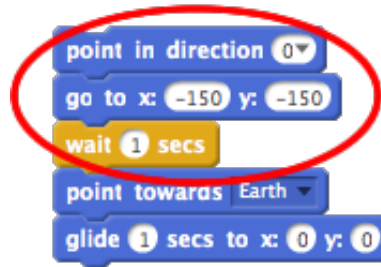 point in direction 0
go to x: -150 y: -150
wait 1 secs
point towards Earth
glide 1 secs to x: 0 y: 0